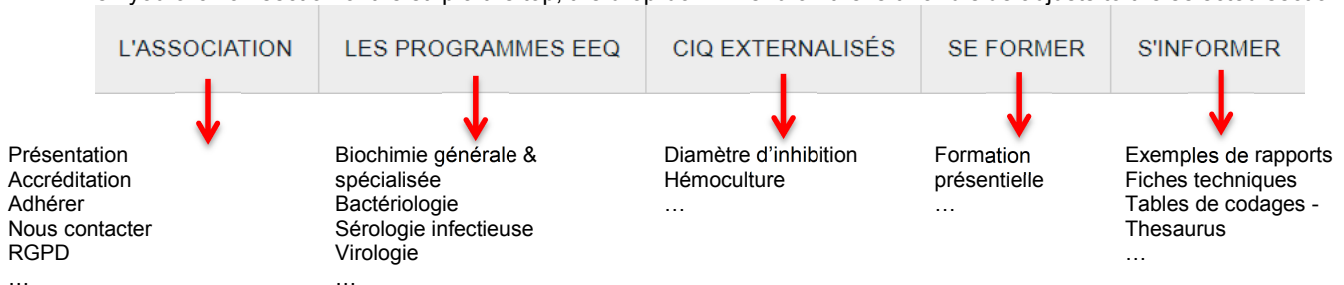 L'ASSOCIATION
LES PROGRAMMES EEQ
CIQ EXTERNALISÉS
SE FORMER
S'INFORMER
Présentation
Accréditation
Adhérer
Nous contacter
RGPD
…
Biochimie générale &
spécialisée
Bactériologie
Sérologie infectieuse
Virologie
…
Diamètre d'inhibition
Hémoculture
…
Formation
présentielle
…
Exemples de rapports
Fiches techniques
Tables de codages -
Thesaurus
…